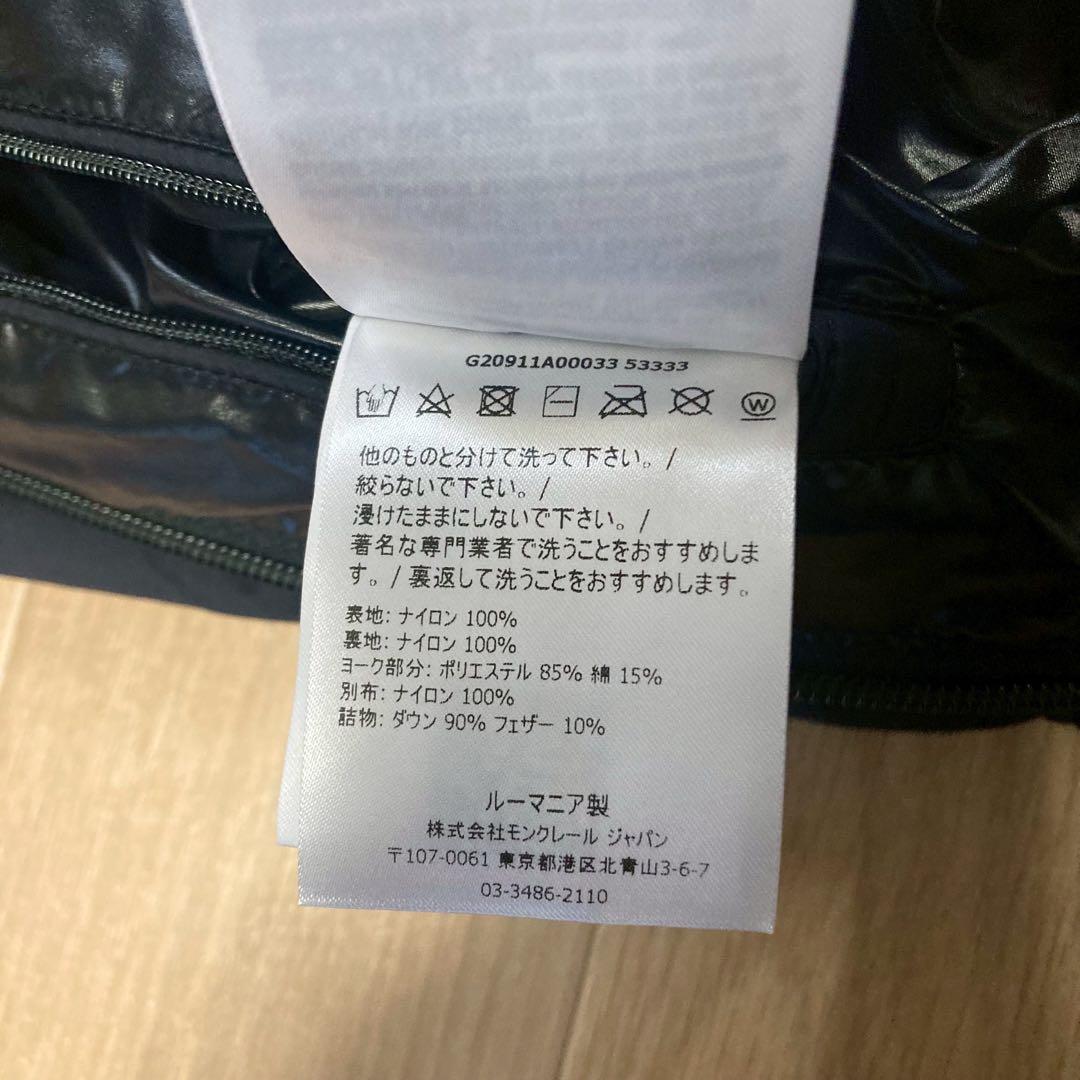 G20911A00033 53333
W
他のものと分けて洗って下さい。/
絞らないで下さい。/
浸けたままにしないで下さい。/
著名な専門業者で洗うことをおすすめしま
す。/ 裏返して洗うことをおすすめします。
表地: ナイロン 100%
裏地: ナイロン 100%
ヨーク部分: ポリエステル 85% 綿 15%
別布: ナイロン 100%
詰物: ダウン 90% フェザー 10%
ルーマニア製
株式会社モンクレール ジャパン
〒107-0061 東京都港区北青山3-6-7
03-3486-2110